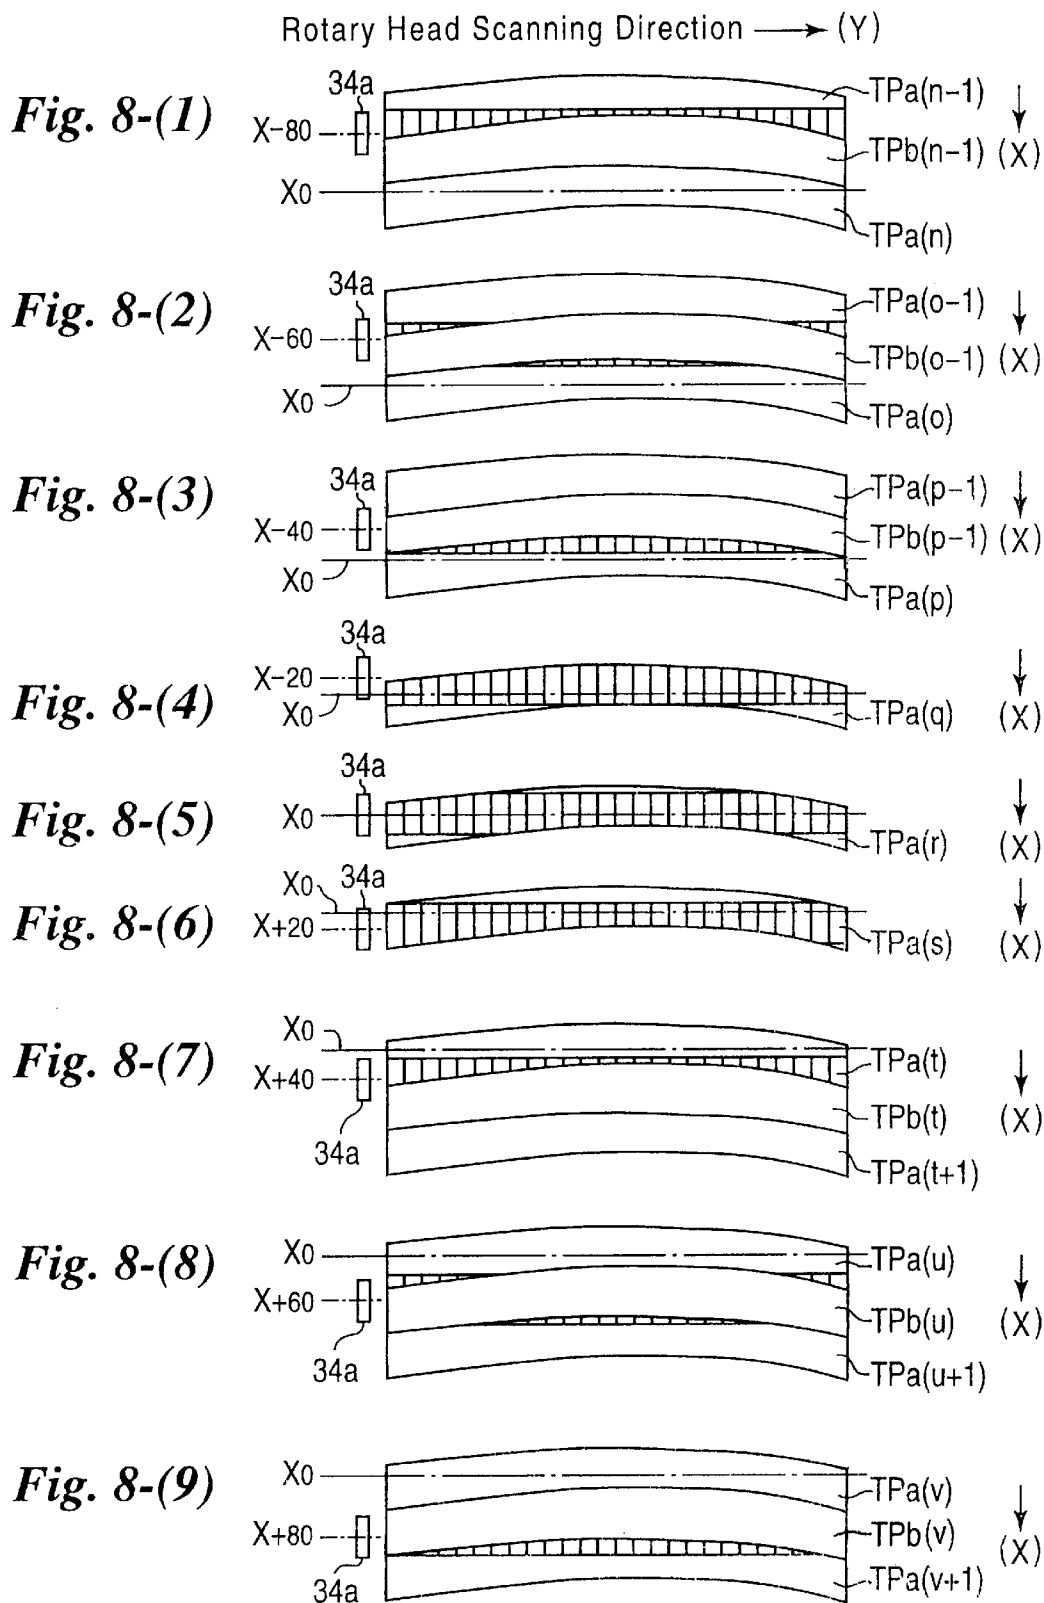 Rotary Head Scanning Direction → (Y)
Fig. 8-(1)
34a
X-80
X0
TPa(n-1)
TPb(n-1)
TPa(n)
(X)
Fig. 8-(2)
34a
X-60
X0
TPa(o-1)
TPb(o-1)
TPa(o)
(X)
Fig. 8-(3)
34a
X-40
X0
TPa(p-1)
TPb(p-1)
TPa(p)
(X)
Fig. 8-(4)
34a
X-20
X0
TPa(q)
(X)
Fig. 8-(5)
34a
X0
TPa(r)
(X)
Fig. 8-(6)
X0
34a
X+20
TPa(s)
(X)
Fig. 8-(7)
X0
X+40
34a
TPa(t)
TPb(t)
TPa(t+1)
(X)
Fig. 8-(8)
X0
X+60
34a
TPa(u)
TPb(u)
TPa(u+1)
(X)
Fig. 8-(9)
X0
X+80
34a
TPa(v)
TPb(v)
TPa(v+1)
(X)